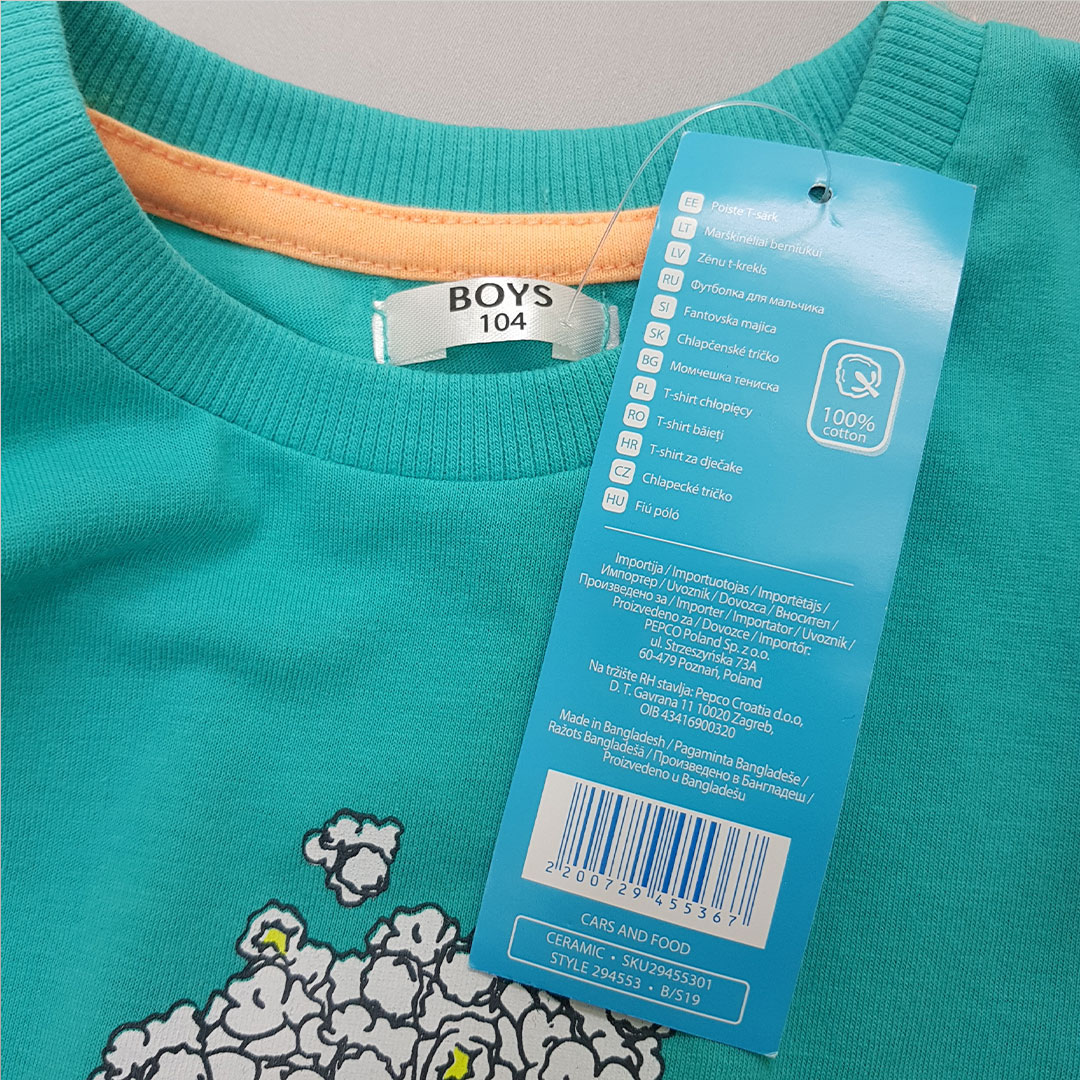 BOYS
104
EE Poiste T-särk
LT Marškinėliai berniukui
LV Zēnu t-krekls
RU Футболка для мальчика
SI Fantovska majica
SK Chlapčenské tričko
BG Момчешка тениска
PL T-shirt chłopięcy
RO T-shirt băieți
HR T-shirt za dječake
CZ Chlapecké tričko
HU Fiú póló
100%
cotton
Importija / Importuotojas / Importētājs /
Импортер / Uvoznik / Dovozca / Вносител /
Произведено за / Importer / Importator / Uvoznik /
Proizvedeno za / Dovozce / Importőr:
PEPCO Poland Sp. z o.o.
ul. Strzeszyńska 73A
60-479 Poznań, Poland
Na tržište RH stavlja: Pepco Croatia d.o.o,
D. T. Gavrana 11 10020 Zagreb,
OIB 43416900320
Made in Bangladesh / Pagaminta Bangladeše /
Ražots Bangladešā / Произведено в Бангладеш /
Proizvedeno u Bangladešu
2 200729 455367
CARS AND FOOD
CERAMIC • SKU29455301
STYLE 294553 • B/S19